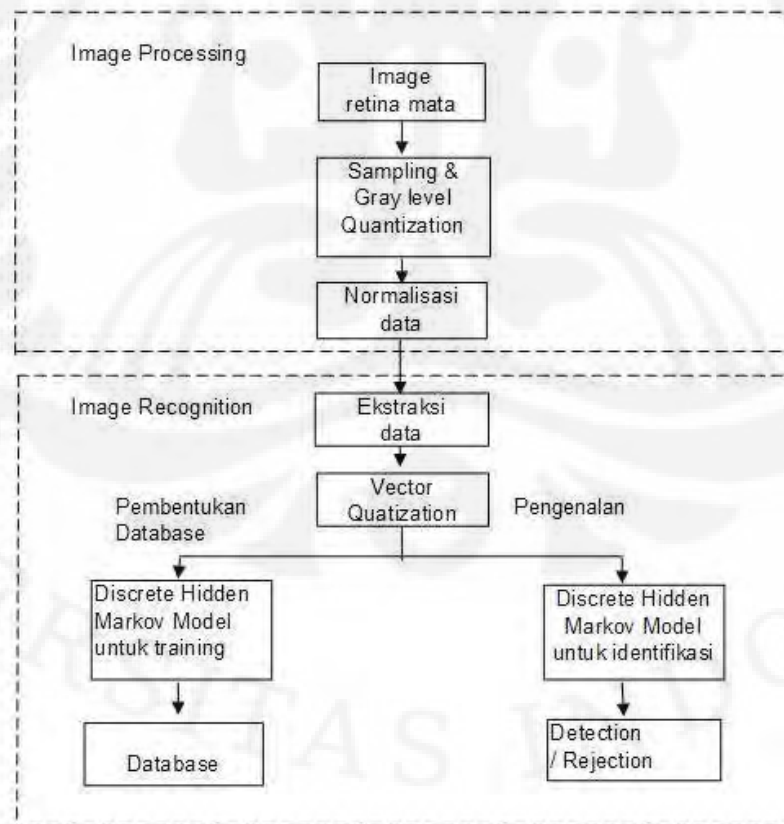 Image Processing
Image
retina mata
Sampling &
Gray level
Quantization
Normalisasi
data
Image Recognition
Ekstraksi
data
Vector
Quatization
Pembentukan
Database
Pengenalan
Discrete Hidden
Markov Model
untuk training
Discrete Hidden
Markov Model
untuk identifikasi
Database
Detection
/ Rejection